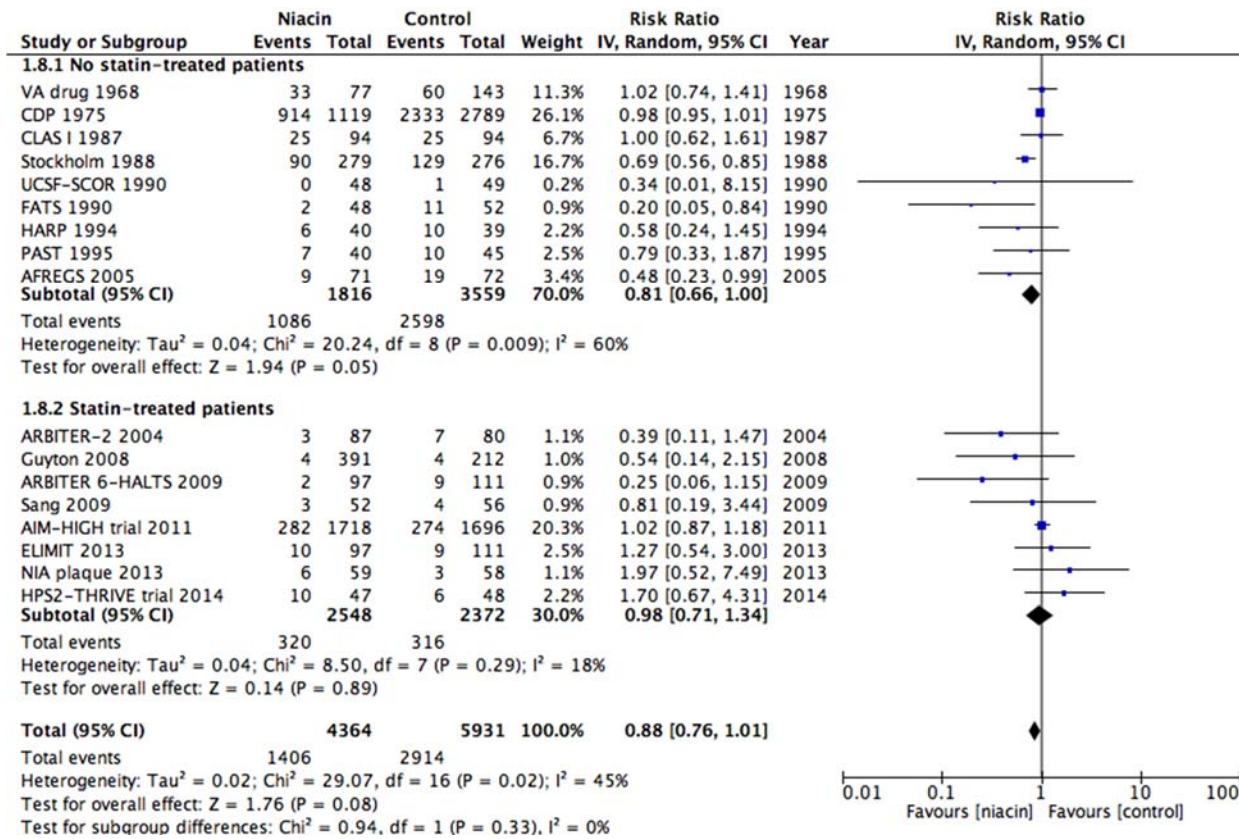 Niacin Control Risk Ratio Risk Ratio
Study or Subgroup Events Total Events Total Weight IV, Random, 95% CI Year IV, Random, 95% CI
1.8.1 No statin-treated patients
VA drug 1968 33 77 60 143 11.3% 1.02 [0.74, 1.41] 1968
CDP 1975 914 1119 2333 2789 26.1% 0.98 [0.95, 1.01] 1975
CLAS I 1987 25 94 25 94 6.7% 1.00 [0.62, 1.61] 1987
Stockholm 1988 90 279 129 276 16.7% 0.69 [0.56, 0.85] 1988
UCSF-SCOR 1990 0 48 1 49 0.2% 0.34 [0.01, 8.15] 1990
FATS 1990 2 48 11 52 0.9% 0.20 [0.05, 0.84] 1990
HARP 1994 6 40 10 39 2.2% 0.58 [0.24, 1.45] 1994
PAST 1995 7 40 10 45 2.4% 0.79 [0.33, 1.87] 1995
AFREGS 2005 9 71 19 72 3.4% 0.48 [0.23, 0.99] 2005
Subtotal (95% CI) 1816 3559 70.0% 0.81 [0.66, 1.00]
Total events 1086 2598
Heterogeneity: Tau² = 0.04; Chi² = 20.24, df = 8 (P = 0.009); I² = 60%
Test for overall effect: Z = 1.94 (P = 0.05)
1.8.2 Statin-treated patients
ARBITER-2 2004 3 87 7 80 1.1% 0.39 [0.11, 1.47] 2004
Guyton 2008 4 391 4 212 1.0% 0.54 [0.14, 2.15] 2008
ARBITER 6-HALTS 2009 2 97 9 111 0.9% 0.25 [0.06, 1.15] 2009
Sang 2009 3 52 4 56 0.9% 0.81 [0.19, 3.44] 2009
AIM-HIGH trial 2011 282 1718 274 1696 20.3% 1.02 [0.87, 1.18] 2011
ELIMIT 2013 10 97 9 111 2.5% 1.27 [0.54, 3.00] 2013
NIA plaque 2013 6 59 3 58 1.1% 1.97 [0.52, 7.49] 2013
HPS2-THRIVE trial 2014 10 47 6 48 2.2% 1.70 [0.67, 4.31] 2014
Subtotal (95% CI) 2548 2372 30.0% 0.98 [0.71, 1.34]
Total events 320 316
Heterogeneity: Tau² = 0.04; Chi² = 8.50, df = 7 (P = 0.29); I² = 18%
Test for overall effect: Z = 0.14 (P = 0.89)
Total (95% CI) 4364 5931 100.0% 0.88 [0.76, 1.01]
Total events 1406 2914
Heterogeneity: Tau² = 0.02; Chi² = 29.07, df = 16 (P = 0.02); I² = 45%
Test for overall effect: Z = 1.76 (P = 0.08)
Test for subgroup differences: Chi² = 0.94, df = 1 (P = 0.33), I² = 0%
0.01 0.1 1 10 100
Favours [niacin] Favours [control]